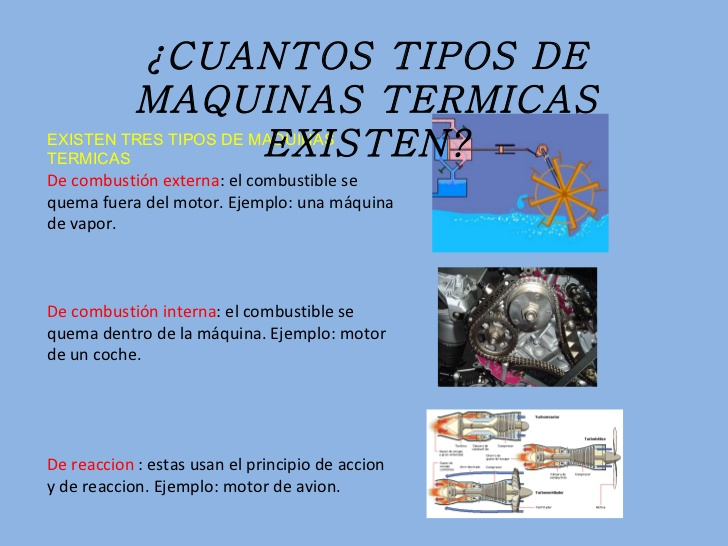 ¿CUANTOS TIPOS DE
MAQUINAS TERMICAS
EXISTEN?
EXISTEN TRES TIPOS DE MAQUINAS
TERMICAS
De combustión externa: el combustible se
quema fuera del motor. Ejemplo: una máquina
de vapor.
De combustión interna: el combustible se
quema dentro de la máquina. Ejemplo: motor
de un coche.
De reaccion : estas usan el principio de accion
y de reaccion. Ejemplo: motor de avion.
Turborreactor
Turbohélice
Turboventilador